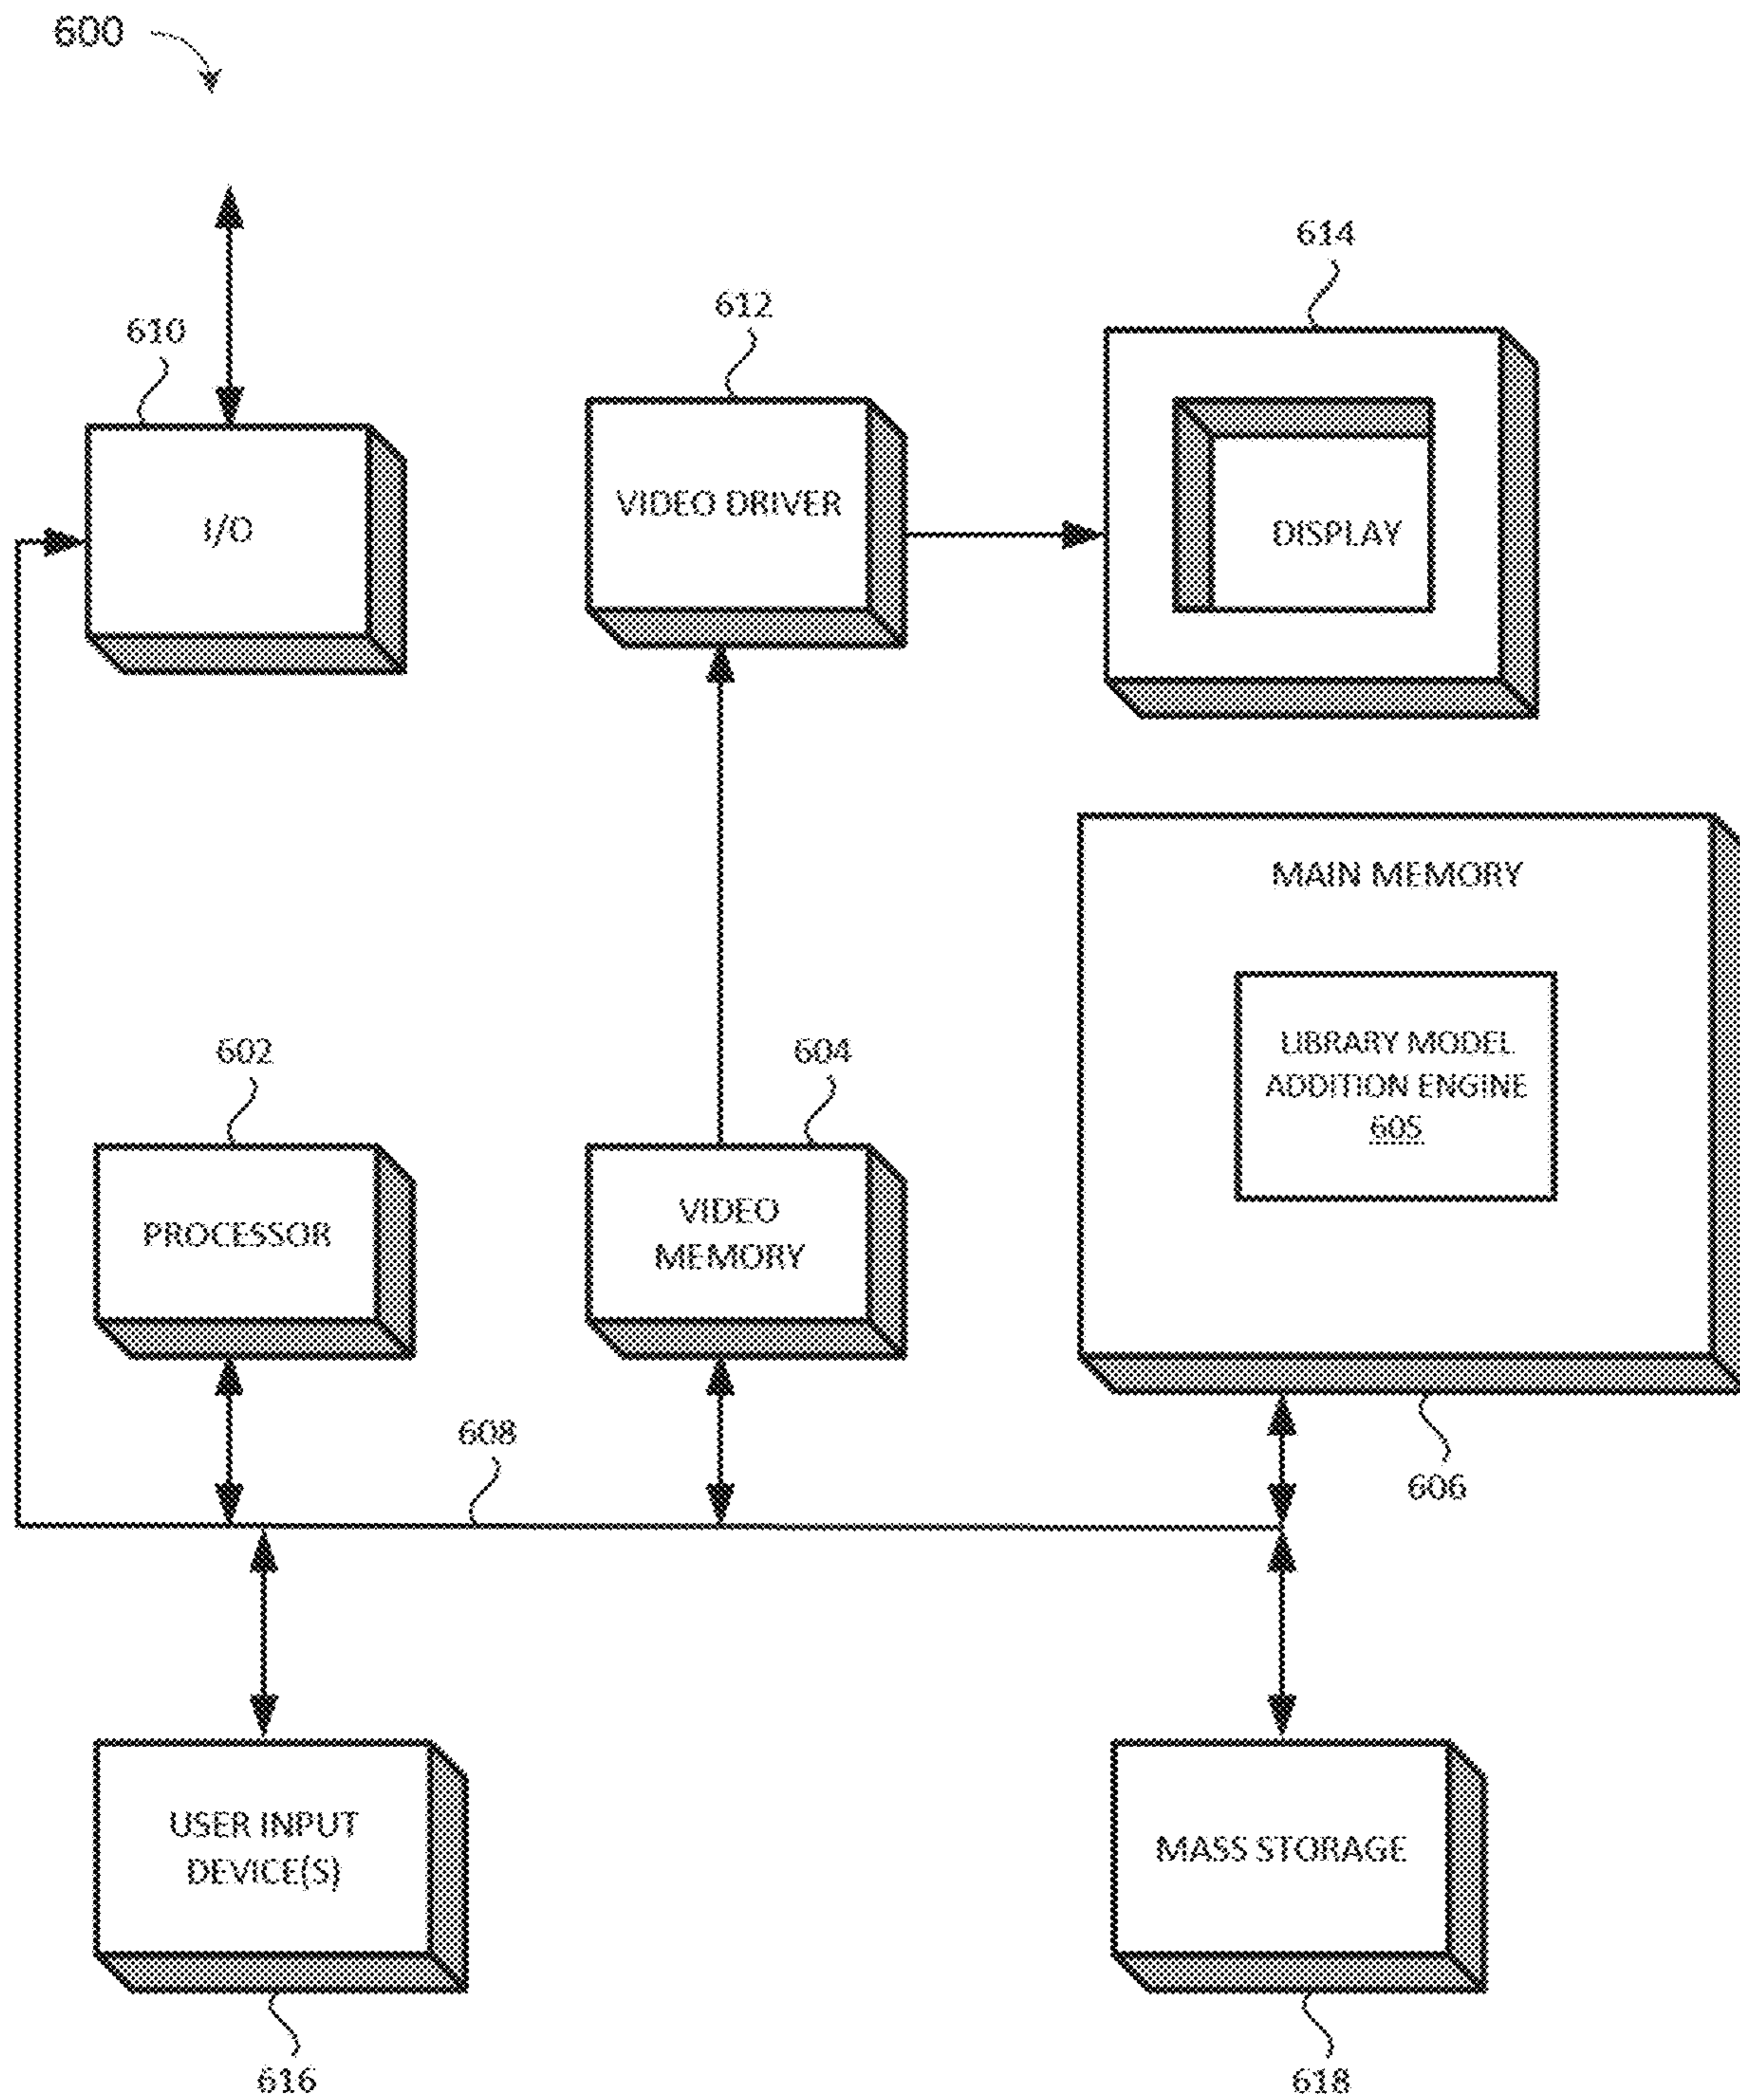 600
614
612
610
VIDEO DRIVER
I/O
DISPLAY
MAIN MEMORY
LIBRARY MODEL
ADDITION ENGINE
605
602
604
PROCESSOR
VIDEO
MEMORY
608
606
USER INPUT
DEVICE(S)
MASS STORAGE
616
618